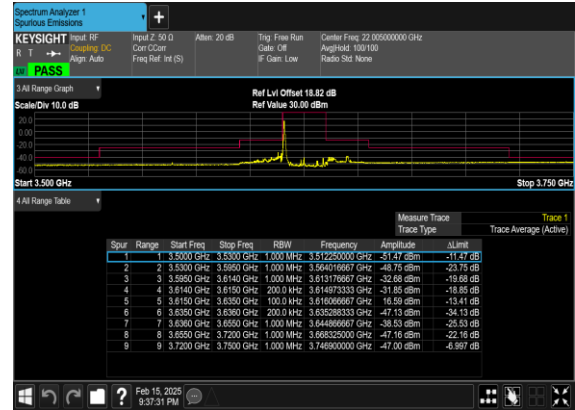 Spectrum Analyzer 1
Spurious Emissions
KEYSIGHT Input: RF Input Z: 50 Ω Atten: 20 dB Trig: Free Run Center Freq: 22.005000000 GHz
R T Coupling: DC Corr CCorr Gate: Off Avg|Hold: 100/100
Align: Auto Freq Ref: Int (S) IF Gain: Low Radio Std: None
PASS
3 All Range Graph
Ref Lvl Offset 18.82 dB
Scale/Div 10.0 dB Ref Value 30.00 dBm
20.0
0.00
-20.0
-40.0
-60.0
Start 3.500 GHz Stop 3.750 GHz
4 All Range Table
Measure Trace Trace 1
Trace Type Trace Average (Active)
Spur Range Start Freq Stop Freq RBW Frequency Amplitude ΔLimit
1 1 3.5000 GHz 3.5300 GHz 1.000 MHz 3.512250000 GHz -51.47 dBm -11.47 dB
2 2 3.5300 GHz 3.5950 GHz 1.000 MHz 3.564016667 GHz -48.75 dBm -23.75 dB
3 3 3.5950 GHz 3.6140 GHz 1.000 MHz 3.613176667 GHz -32.68 dBm -19.68 dB
4 4 3.6140 GHz 3.6150 GHz 200.0 kHz 3.614973333 GHz -31.85 dBm -18.85 dB
5 5 3.6150 GHz 3.6350 GHz 100.0 kHz 3.616066667 GHz 16.59 dBm -13.41 dB
6 6 3.6350 GHz 3.6360 GHz 200.0 kHz 3.635288333 GHz -47.13 dBm -34.13 dB
7 7 3.6360 GHz 3.6550 GHz 1.000 MHz 3.644866667 GHz -38.53 dBm -25.53 dB
8 8 3.6550 GHz 3.7200 GHz 1.000 MHz 3.668325000 GHz -47.16 dBm -22.16 dB
9 9 3.7200 GHz 3.7500 GHz 1.000 MHz 3.746900000 GHz -47.00 dBm -6.997 dB
Feb 15, 2025
9:37:31 PM